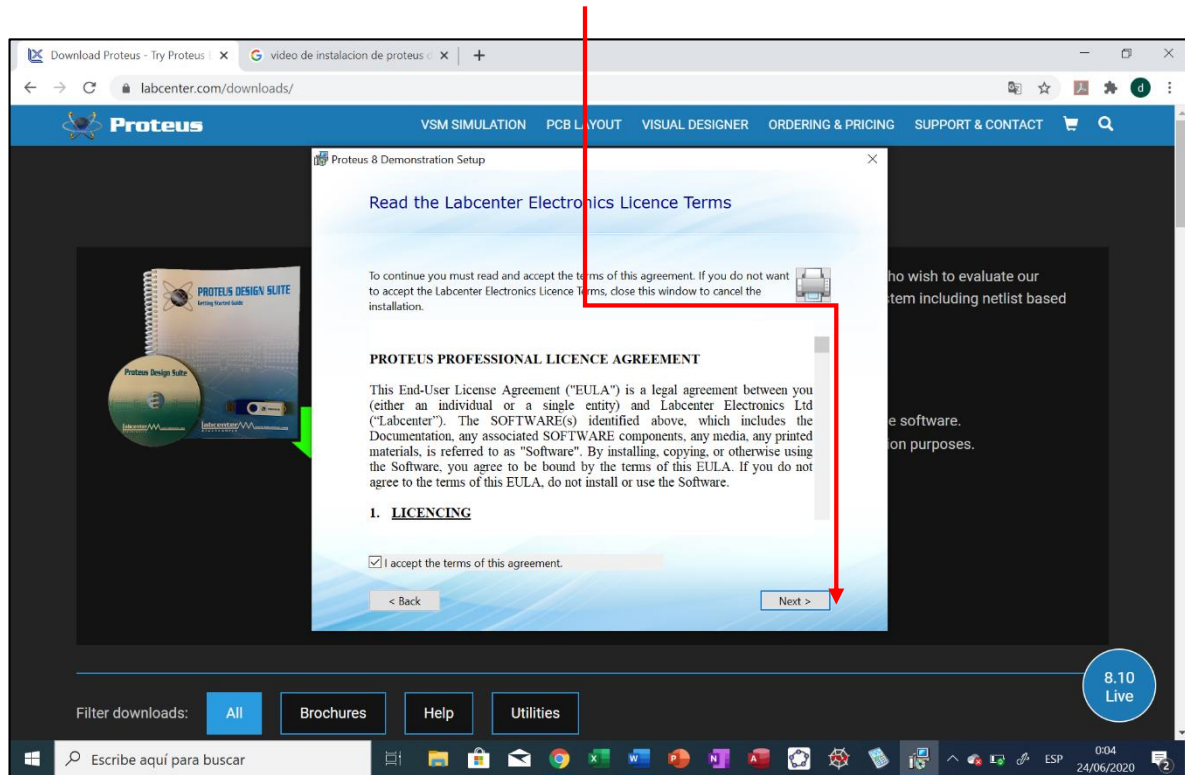 Download Proteus - Try Proteus
video de instalacion de proteus
labcenter.com/downloads/
d
Proteus
VSM SIMULATION PCB LAYOUT VISUAL DESIGNER ORDERING & PRICING SUPPORT & CONTACT
Proteus 8 Demonstration Setup
Read the Labcenter Electronics Licence Terms
To continue you must read and accept the terms of this agreement. If you do not want
to accept the Labcenter Electronics Licence Terms, close this window to cancel the
installation.
ho wish to evaluate our
tem including netlist based
PROTEUS DESIGN SUITE
Getting Started Guide
Proteus Design Suite
labcenter
labcenter
PROTEUS PROFESSIONAL LICENCE AGREEMENT
This End-User License Agreement ("EULA") is a legal agreement between you
(either an individual or a single entity) and Labcenter Electronics Ltd
("Labcenter"). The SOFTWARE(s) identified above, which includes the
Documentation, any associated SOFTWARE components, any media, any printed
materials, is referred to as "Software". By installing, copying, or otherwise using
the Software, you agree to be bound by the terms of this EULA. If you do not
agree to the terms of this EULA, do not install or use the Software.
e software.
on purposes.
1. LICENCING
I accept the terms of this agreement.
< Back
Next >
8.10
Live
Filter downloads: All Brochures Help Utilities
Escribe aquí para buscar
ESP
0:04
24/06/2020
2